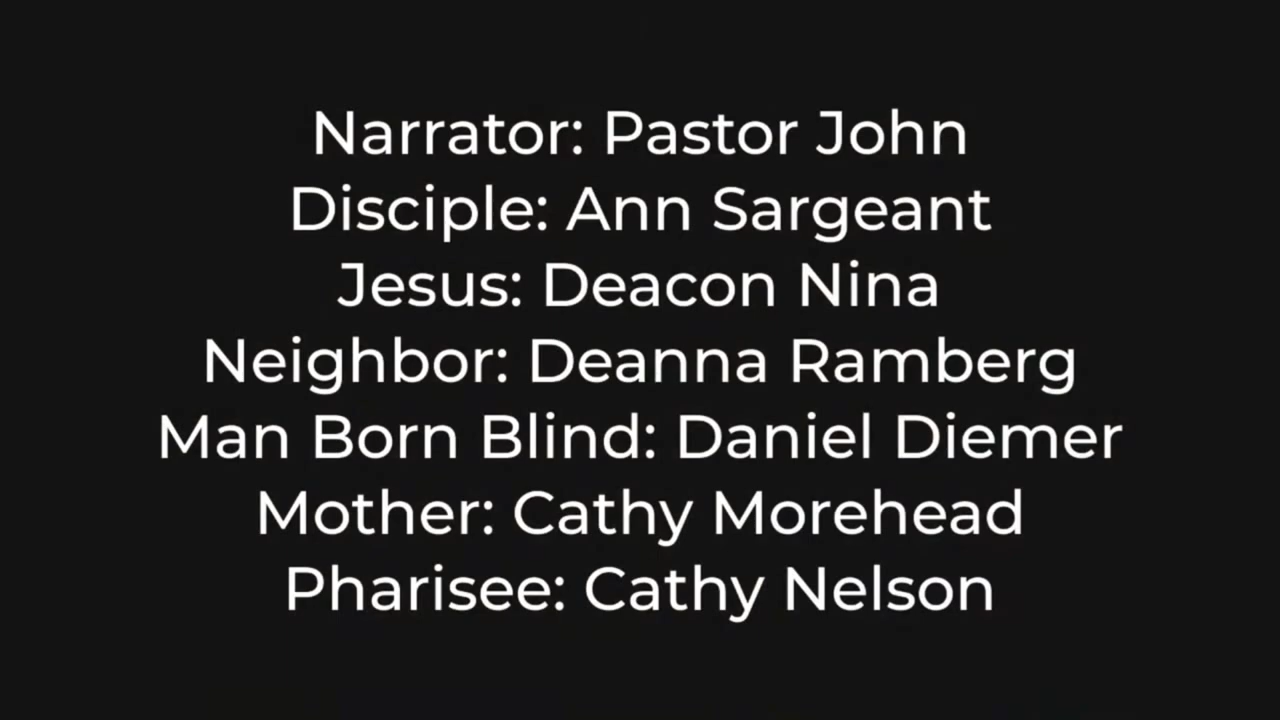 Narrator: Pastor John
Disciple: Ann Sargeant
Jesus: Deacon Nina
Neighbor: Deanna Ramberg
Man Born Blind: Daniel Diemer
Mother: Cathy Morehead
Pharisee: Cathy Nelson